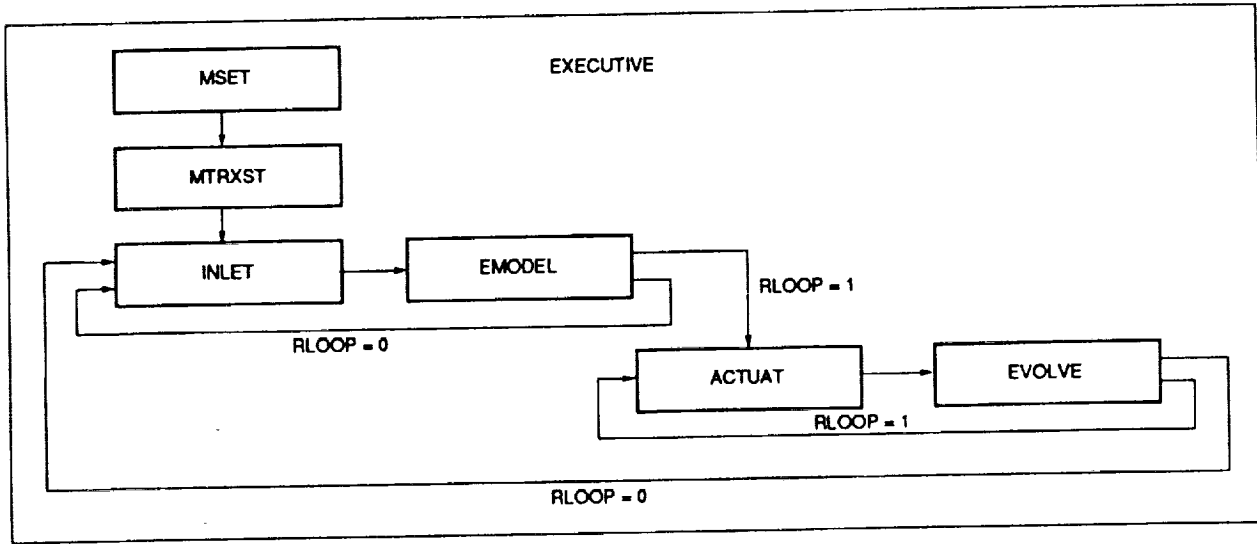 EXECUTIVE
MSET
MTRXST
INLET
EMODEL
RLOOP = 1
RLOOP = 0
ACTUAT
EVOLVE
RLOOP = 1
RLOOP = 0